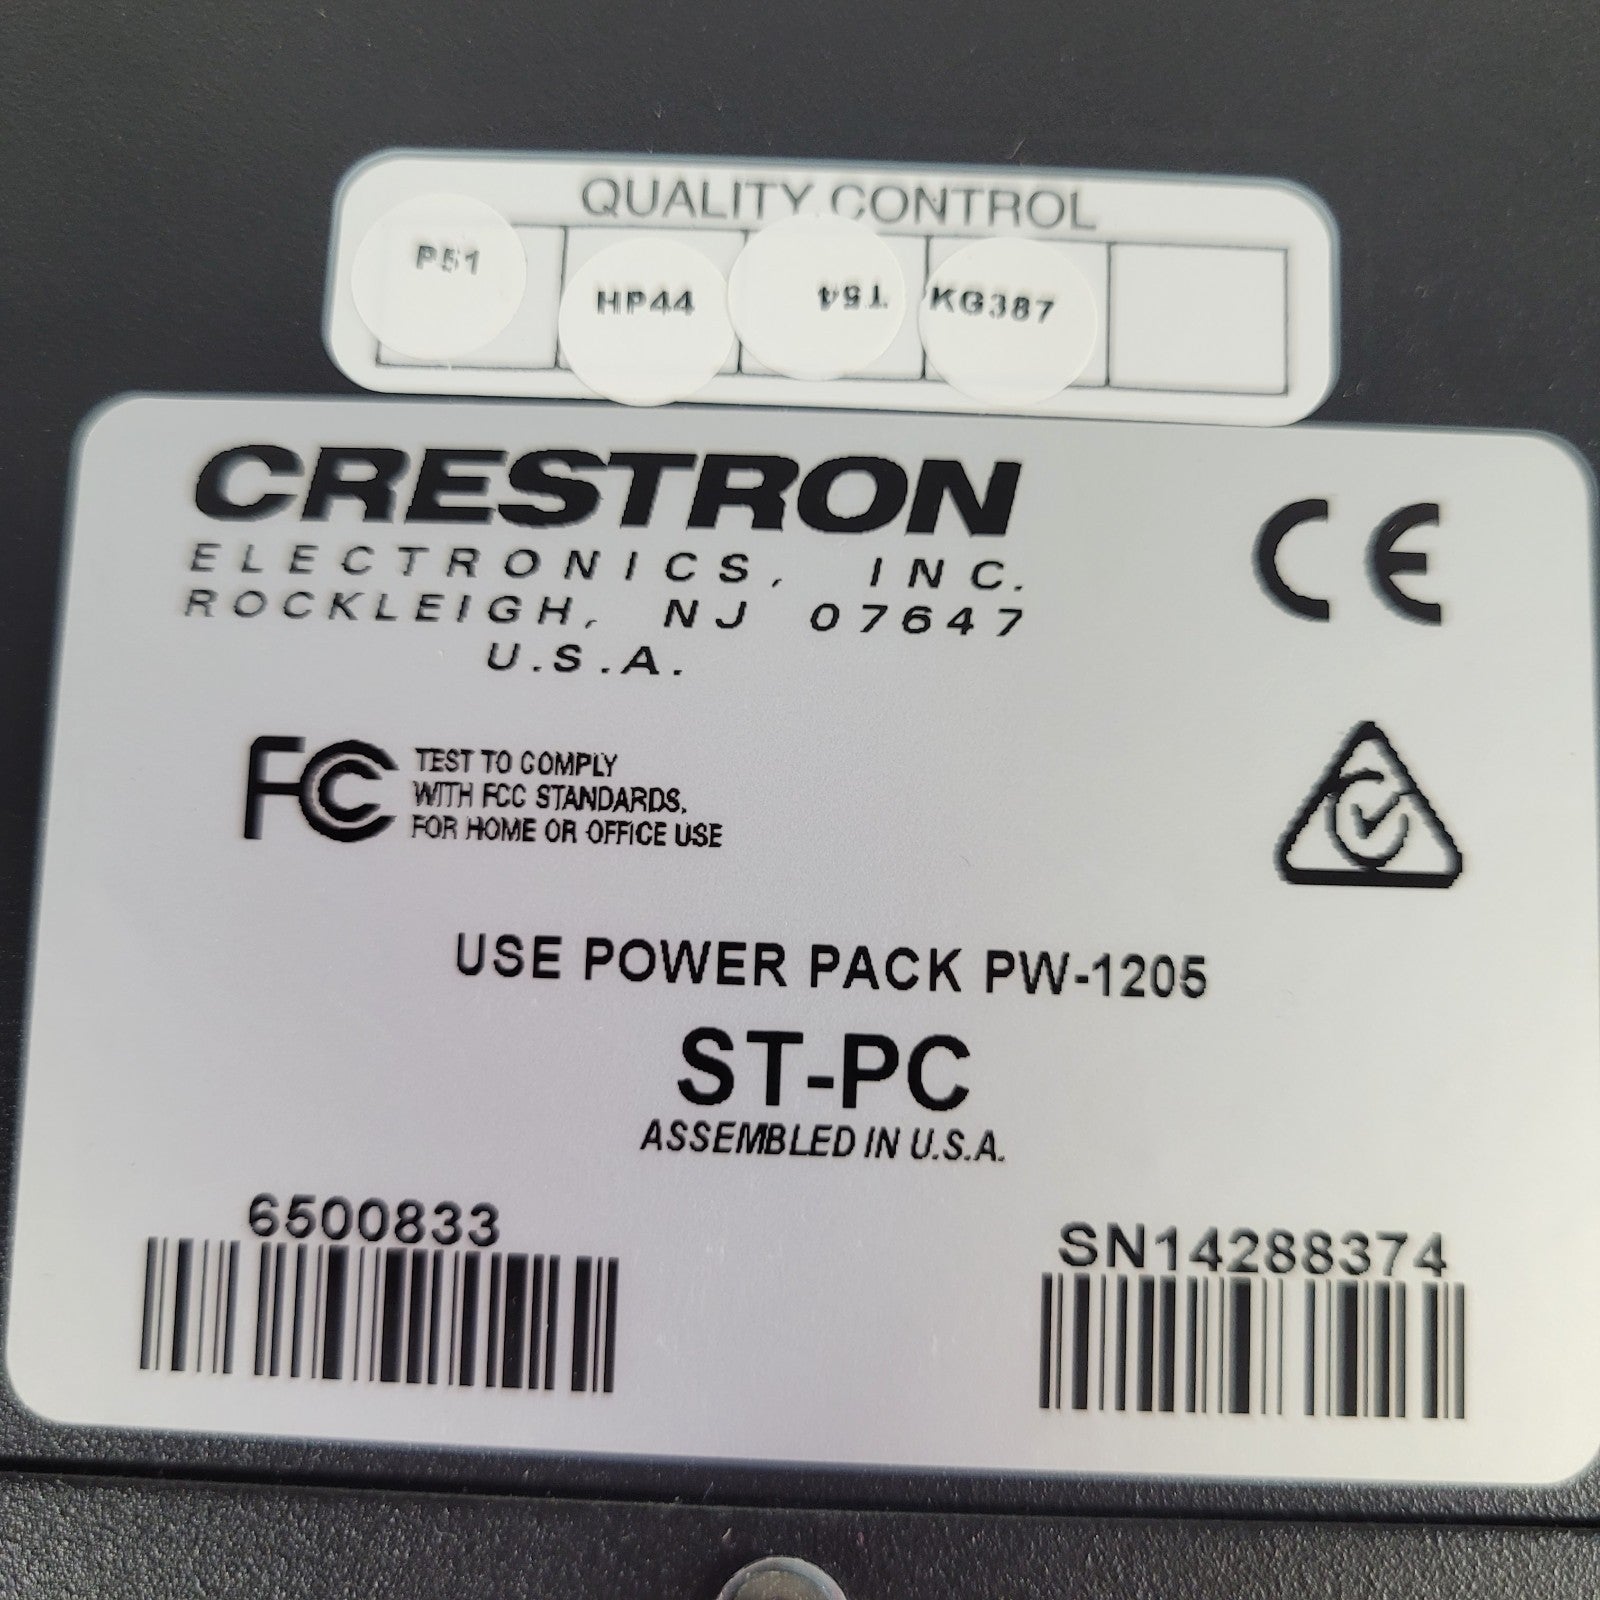 QUALITY CONTROL
P51
HP44
T54
KG387
CRESTRON
ELECTRONICS, INC.
ROCKLEIGH, NJ 07647
U.S.A.
CE
FC TEST TO COMPLY
WITH FCC STANDARDS.
FOR HOME OR OFFICE USE
USE POWER PACK PW-1205
ST-PC
ASSEMBLED IN U.S.A.
6500833
SN14288374